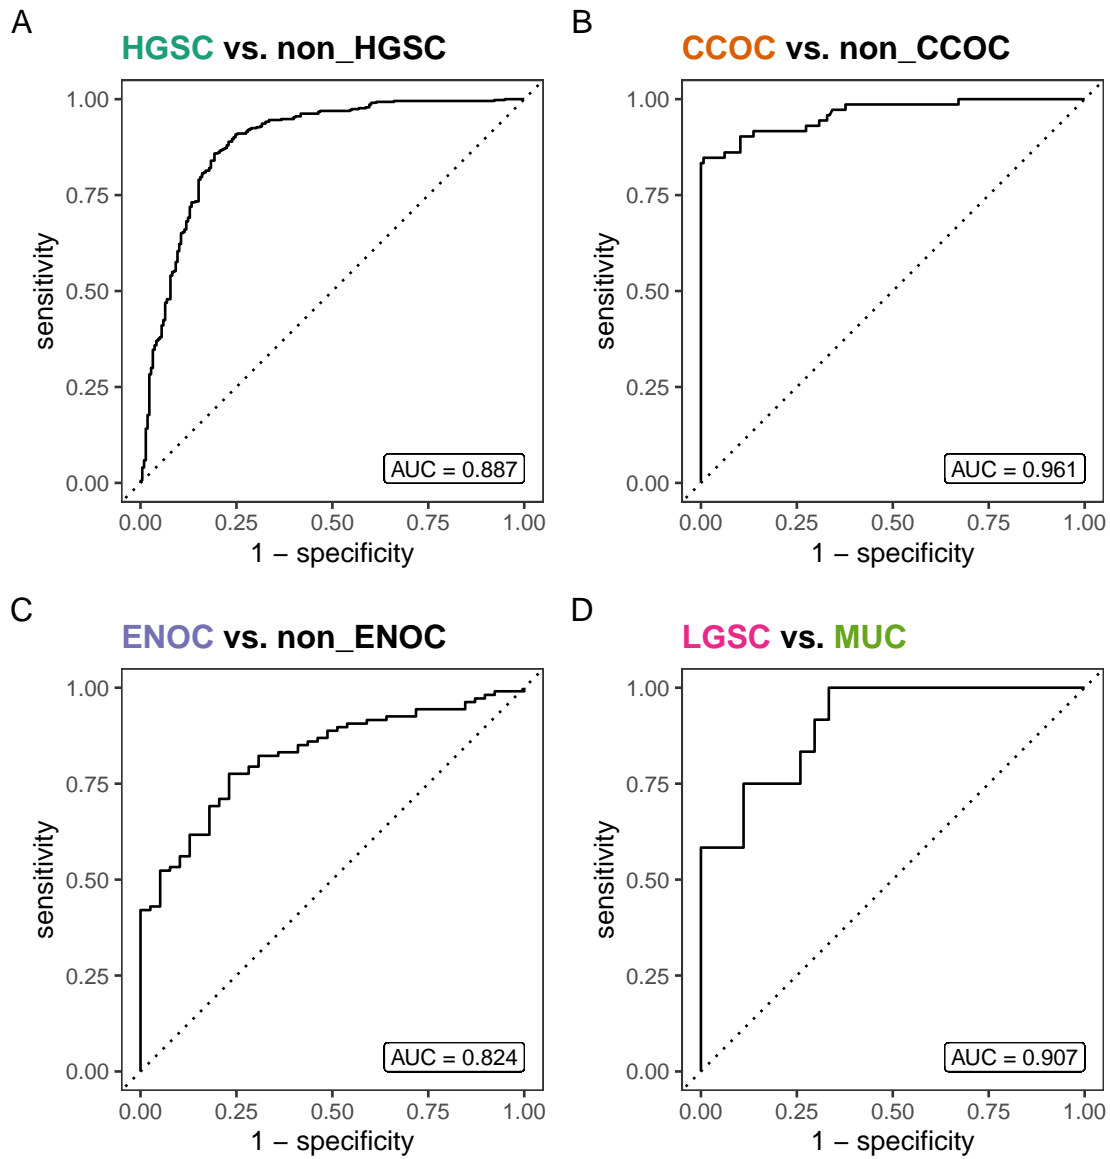 A
HGSC vs. non_HGSC
1.00
0.75
0.50
0.25
0.00
sensitivity
AUC = 0.887
0.00 0.25 0.50 0.75 1.00
1 − specificity
B
CCOC vs. non_CCOC
1.00
0.75
0.50
0.25
0.00
sensitivity
AUC = 0.961
0.00 0.25 0.50 0.75 1.00
1 − specificity
C
ENOC vs. non_ENOC
1.00
0.75
0.50
0.25
0.00
sensitivity
AUC = 0.824
0.00 0.25 0.50 0.75 1.00
1 − specificity
D
LGSC vs. MUC
1.00
0.75
0.50
0.25
0.00
sensitivity
AUC = 0.907
0.00 0.25 0.50 0.75 1.00
1 − specificity